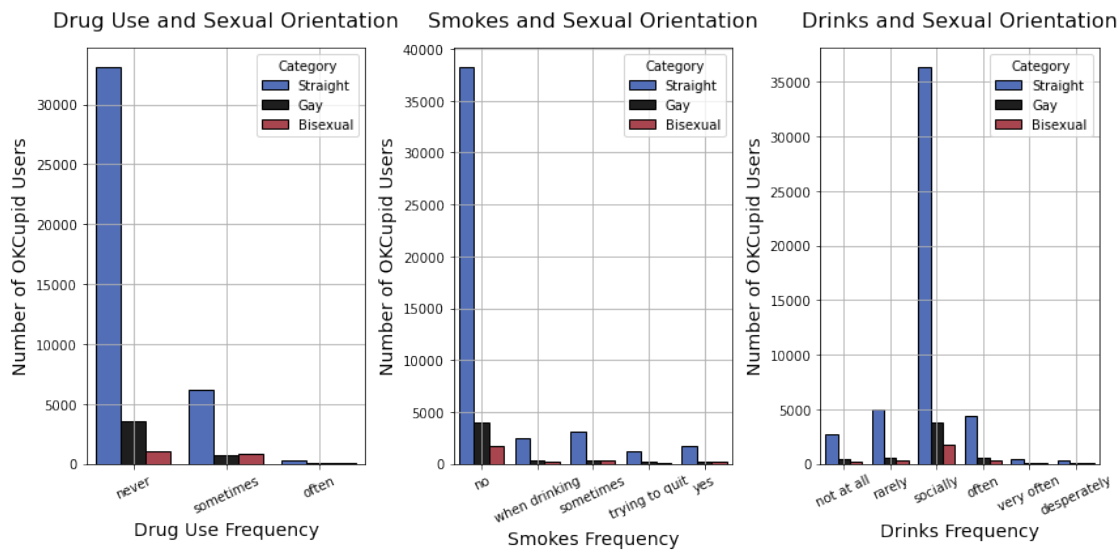 Drug Use and Sexual Orientation
Number of OKCupid Users
30000
25000
20000
15000
10000
5000
0
Category
Straight
Gay
Bisexual
never
sometimes
often
Drug Use Frequency
Smokes and Sexual Orientation
Number of OKCupid Users
40000
35000
30000
25000
20000
15000
10000
5000
0
Category
Straight
Gay
Bisexual
no
when drinking
sometimes
trying to quit
yes
Smokes Frequency
Drinks and Sexual Orientation
Number of OKCupid Users
35000
30000
25000
20000
15000
10000
5000
0
Category
Straight
Gay
Bisexual
not at all
rarely
socially
often
very often
desperately
Drinks Frequency